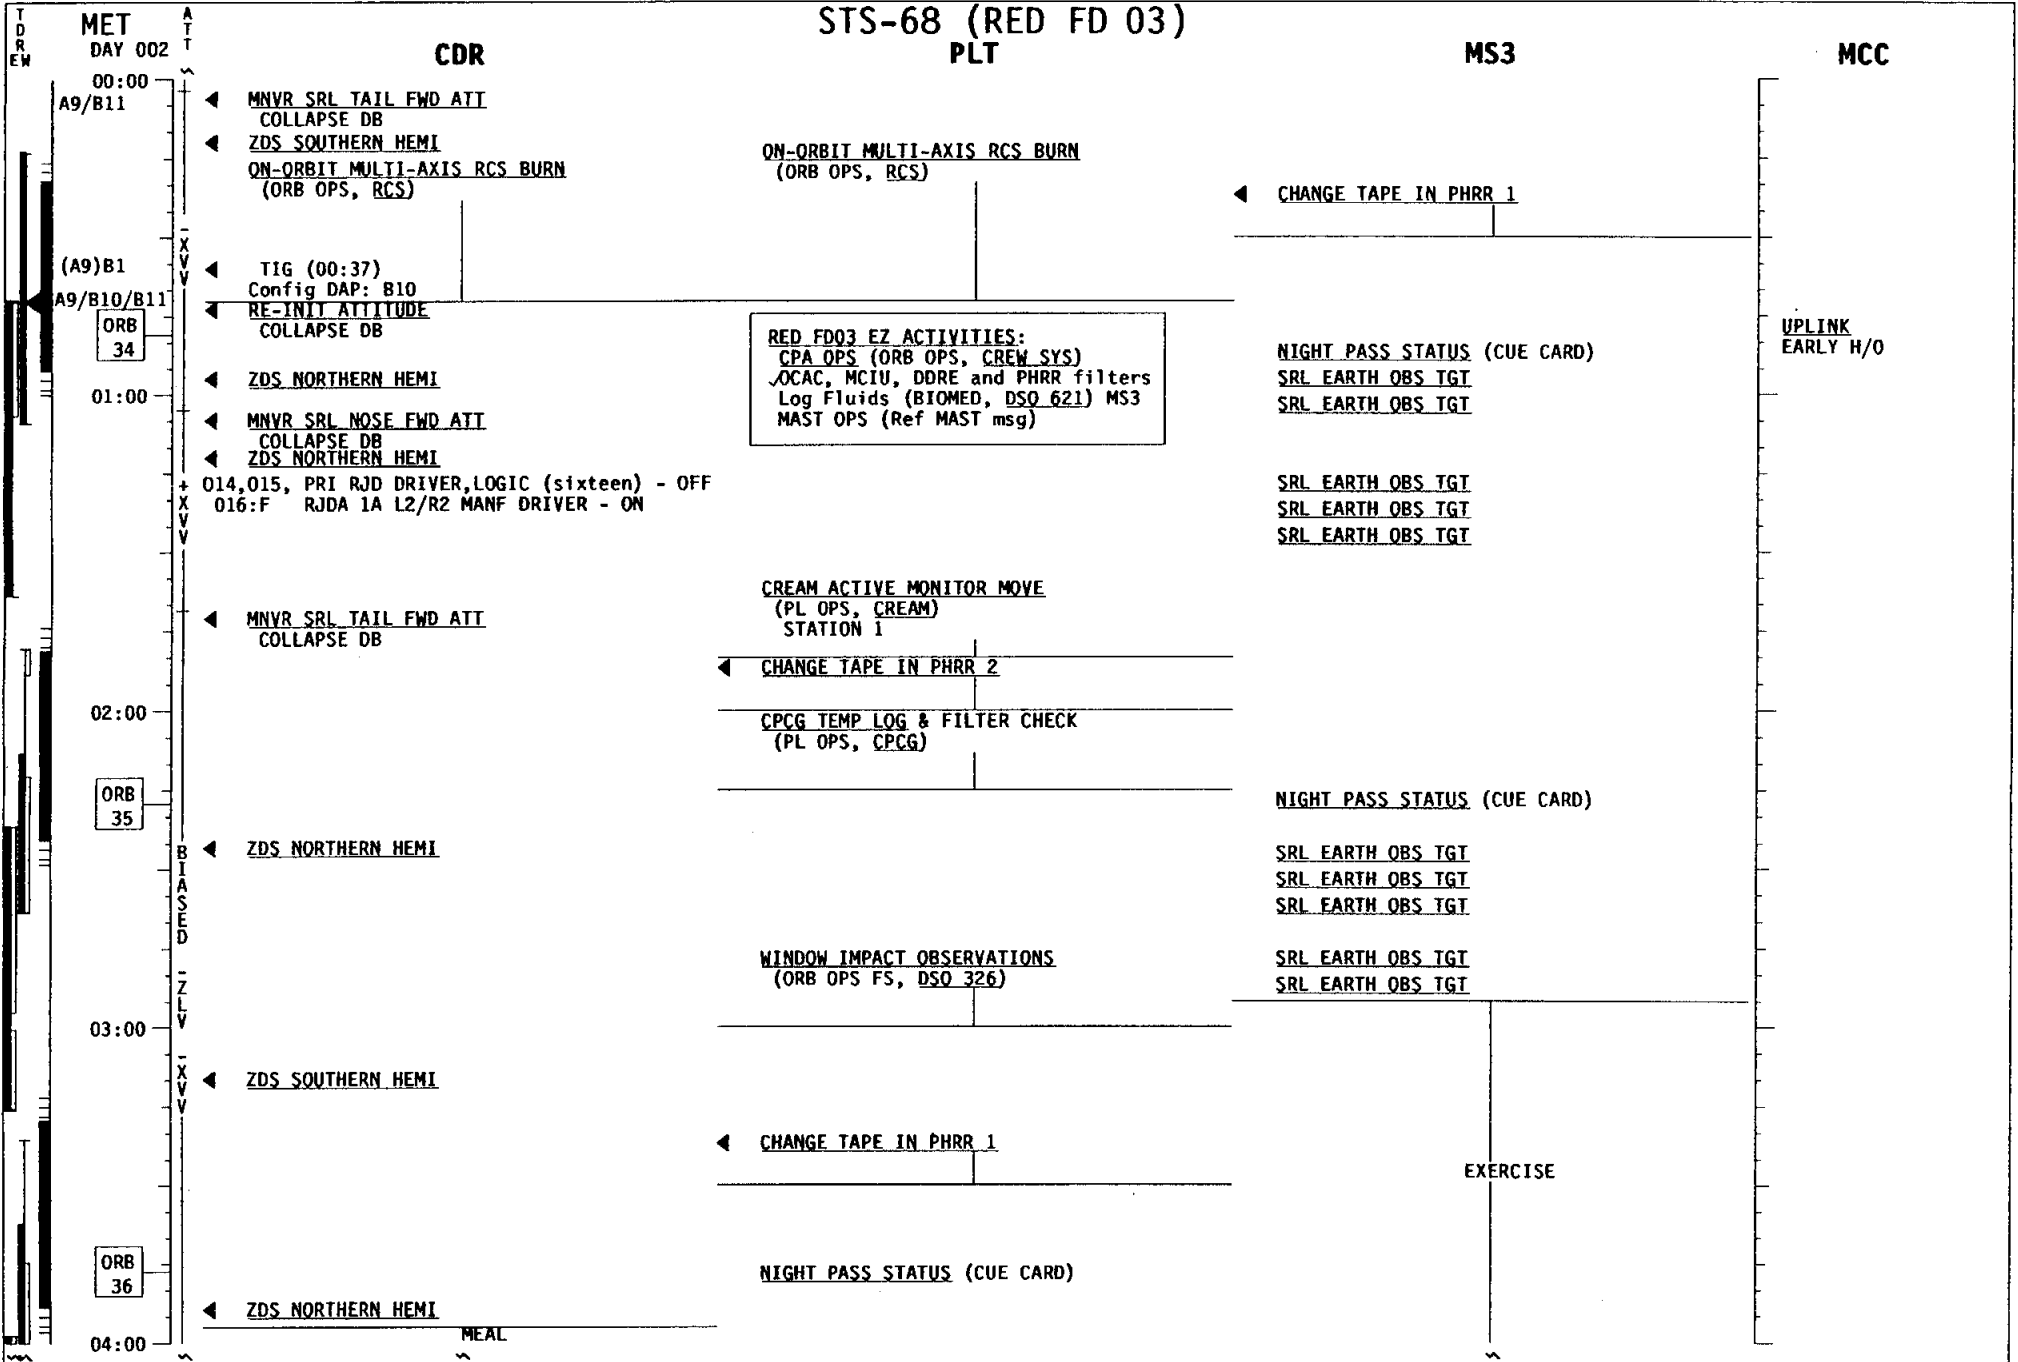 STS-68 (RED FD 03)
TDRS
E W
MET
DAY 002
ATT
CDR
PLT
MS3
MCC
00:00
A9/B11
(A9)B1
A9/B10/B11
ORB
34
01:00
02:00
ORB
35
03:00
ORB
36
04:00
-XVV
+XVV
BIASED
-ZLV
-XVV
MNVR SRL TAIL FWD ATT
COLLAPSE DB
ZDS SOUTHERN HEMI
ON-ORBIT MULTI-AXIS RCS BURN
(ORB OPS, RCS)
TIG (00:37)
Config DAP: B10
RE-INIT ATTITUDE
COLLAPSE DB
ZDS NORTHERN HEMI
MNVR SRL NOSE FWD ATT
COLLAPSE DB
ZDS NORTHERN HEMI
014,015, PRI RJD DRIVER,LOGIC (sixteen) - OFF
016:F RJDA 1A L2/R2 MANF DRIVER - ON
MNVR SRL TAIL FWD ATT
COLLAPSE DB
ZDS NORTHERN HEMI
ZDS SOUTHERN HEMI
ZDS NORTHERN HEMI
MEAL
ON-ORBIT MULTI-AXIS RCS BURN
(ORB OPS, RCS)
RED FD03 EZ ACTIVITIES:
CPA OPS (ORB OPS, CREW SYS)
✓OCAC, MCIU, DDRE and PHRR filters
Log Fluids (BIOMED, DSO 621) MS3
MAST OPS (Ref MAST msg)
CREAM ACTIVE MONITOR MOVE
(PL OPS, CREAM)
STATION 1
CHANGE TAPE IN PHRR 2
CPCG TEMP LOG & FILTER CHECK
(PL OPS, CPCG)
WINDOW IMPACT OBSERVATIONS
(ORB OPS FS, DSO 326)
CHANGE TAPE IN PHRR 1
NIGHT PASS STATUS (CUE CARD)
CHANGE TAPE IN PHRR 1
NIGHT PASS STATUS (CUE CARD)
SRL EARTH OBS TGT
SRL EARTH OBS TGT
SRL EARTH OBS TGT
SRL EARTH OBS TGT
SRL EARTH OBS TGT
NIGHT PASS STATUS (CUE CARD)
SRL EARTH OBS TGT
SRL EARTH OBS TGT
SRL EARTH OBS TGT
SRL EARTH OBS TGT
SRL EARTH OBS TGT
EXERCISE
UPLINK
EARLY H/O